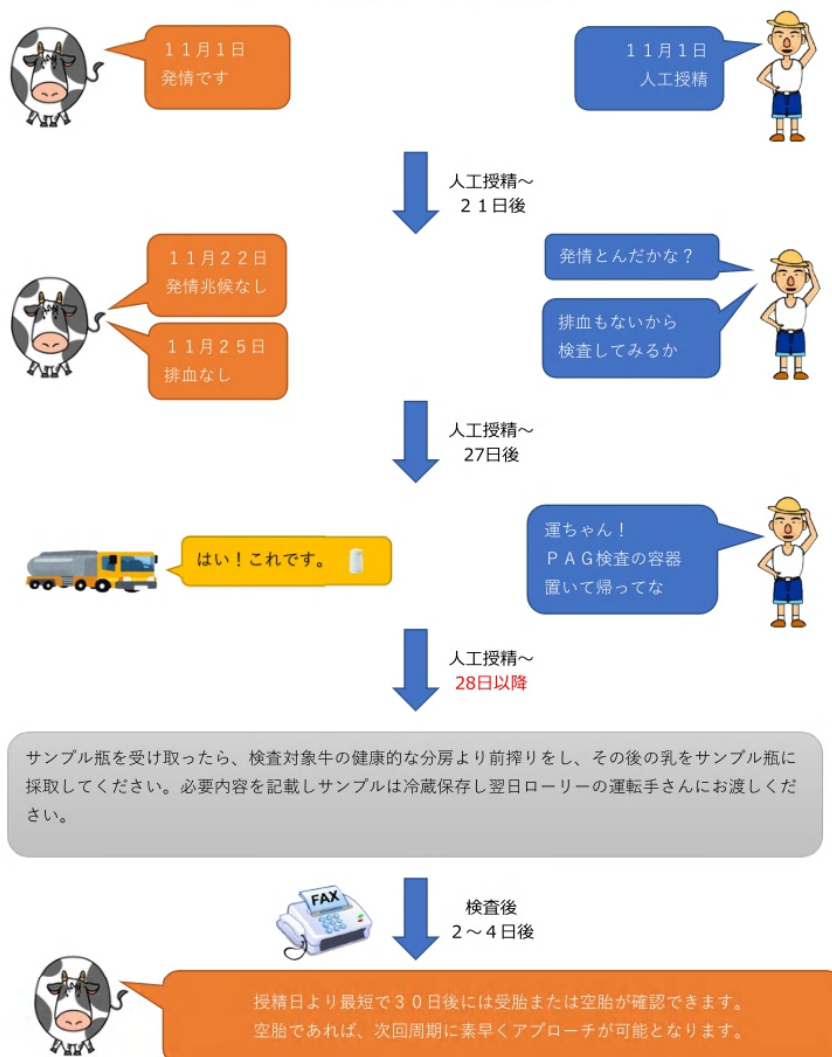 １１月１日
発情です
１１月１日
人工授精
人工授精～
２１日後
１１月２２日
発情兆候なし
１１月２５日
排血なし
発情とんだかな？
排血もないから
検査してみるか
人工授精～
27日後
はい！これです。
運ちゃん！
ＰＡＧ検査の容器
置いて帰ってな
人工授精～
28日以降
サンプル瓶を受け取ったら、検査対象牛の健康的な分房より前搾りをし、その後の乳をサンプル瓶に
採取してください。必要内容を記載しサンプルは冷蔵保存し翌日ローリーの運転手さんにお渡しくだ
さい。
FAX
検査後
２～４日後
授精日より最短で３０日後には受胎または空胎が確認できます。
空胎であれば、次回周期に素早くアプローチが可能となります。